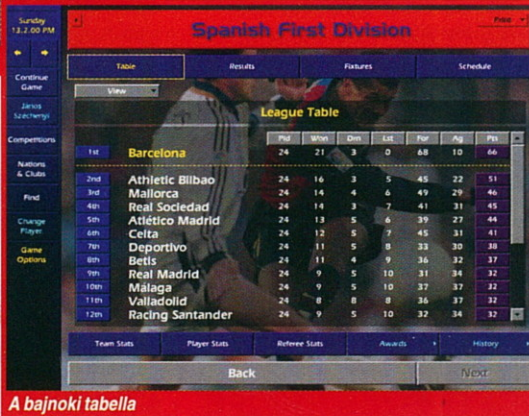 Sunday
13.2.00 PM
Free
Spanish First Division
Table Results Fixtures Schedule
Continue
Game
View
János
Széchenyi
League Table
Competitions
Pld Won Drn Lst For Ag Pts
1st Barcelona 24 21 3 0 68 10 66
Nations
& Clubs
2nd Athletic Bilbao 24 16 3 5 45 22 51
3rd Mallorca 24 14 4 6 49 29 46
Find
4th Real Sociedad 24 14 3 7 41 31 45
5th Atlético Madrid 24 13 5 6 39 27 44
Change
Player
6th Celta 24 12 5 7 45 31 41
7th Deportivo 24 11 5 8 33 30 38
Game
Options
8th Betis 24 11 4 9 36 32 37
9th Real Madrid 24 9 5 10 31 34 32
10th Málaga 24 9 5 10 37 37 32
11th Valladolid 24 8 8 8 36 37 32
12th Racing Santander 24 9 5 10 32 34 32
Team Stats Player Stats Referee Stats Awards History
Back Next
A bajnoki tabella